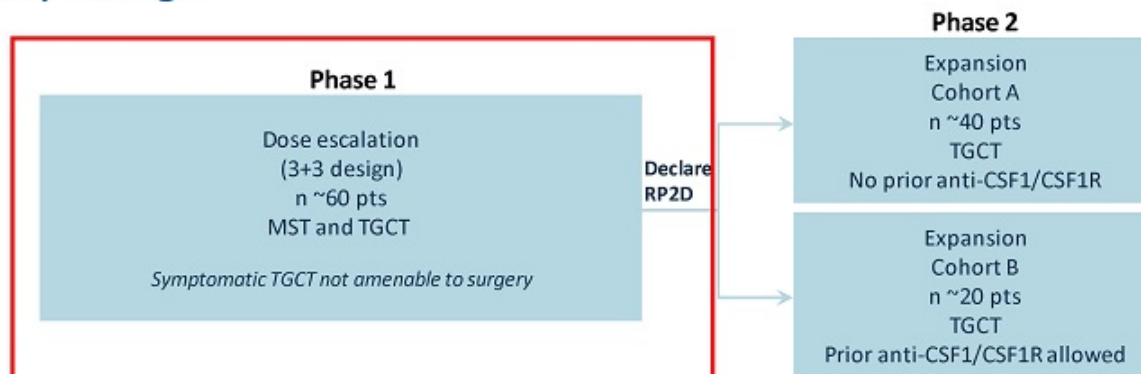 Phase 1
Dose escalation
(3+3 design)
n ~60 pts
MST and TGCT
Symptomatic TGCT not amenable to surgery
Declare
RP2D
Phase 2
Expansion
Cohort A
n ~40 pts
TGCT
No prior anti-CSF1/CSF1R
Expansion
Cohort B
n ~20 pts
TGCT
Prior anti-CSF1/CSF1R allowed